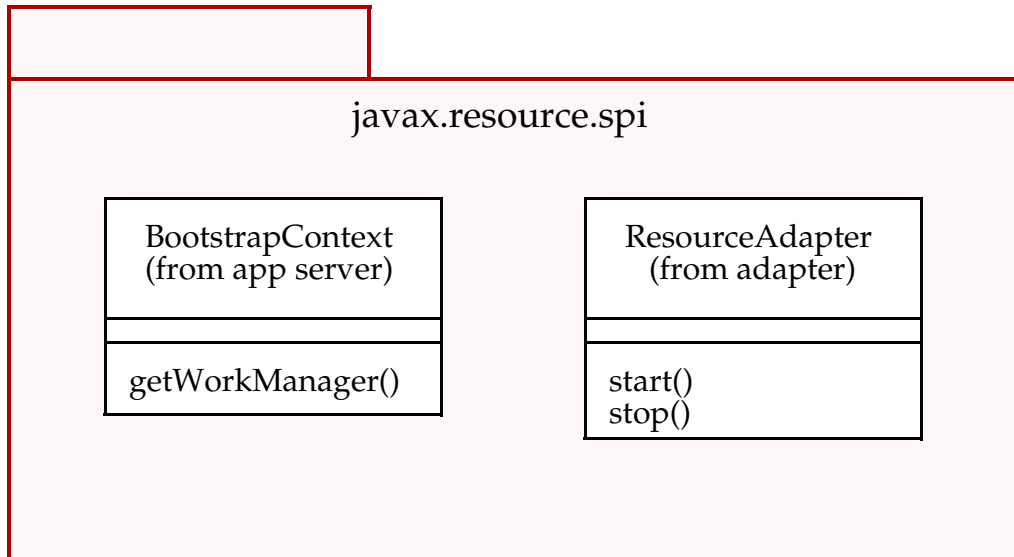 javax.resource.spi
BootstrapContext
(from app server)
getWorkManager()
ResourceAdapter
(from adapter)
start()
stop()